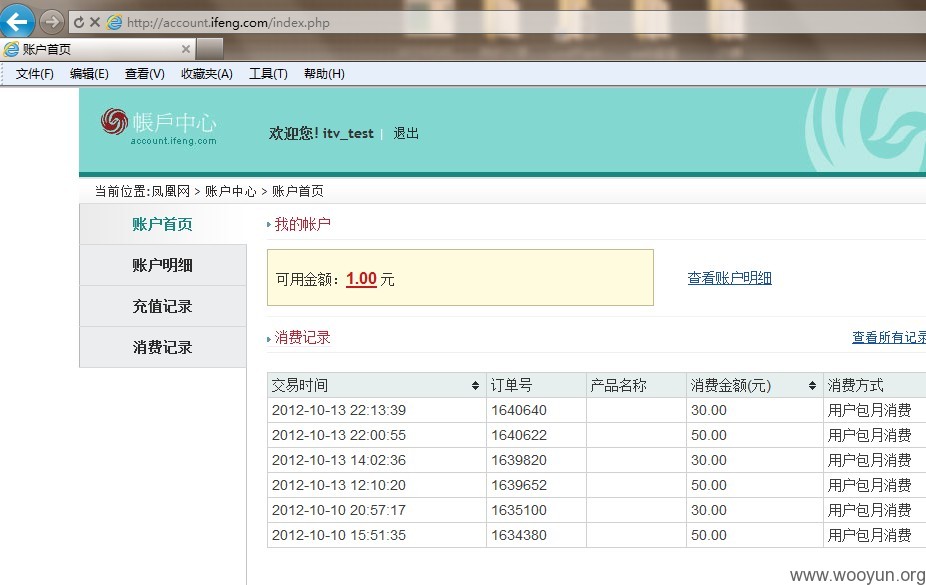 http://account.ifeng.com/index.php
账户首页
文件(F) 编辑(E) 查看(V) 收藏夹(A) 工具(T) 帮助(H)
帳戶中心
account.ifeng.com
欢迎您! itv_test | 退出
当前位置:凤凰网 > 账户中心 > 账户首页
账户首页
账户明细
充值记录
消费记录
我的帐户
可用金额：1.00 元
查看账户明细
消费记录
查看所有记录
交易时间 订单号 产品名称 消费金额(元) 消费方式
2012-10-13 22:13:39 1640640 30.00 用户包月消费
2012-10-13 22:00:55 1640622 50.00 用户包月消费
2012-10-13 14:02:36 1639820 30.00 用户包月消费
2012-10-13 12:10:20 1639652 50.00 用户包月消费
2012-10-10 20:57:17 1635100 30.00 用户包月消费
2012-10-10 15:51:35 1634380 50.00 用户包月消费
www.wooyun.org